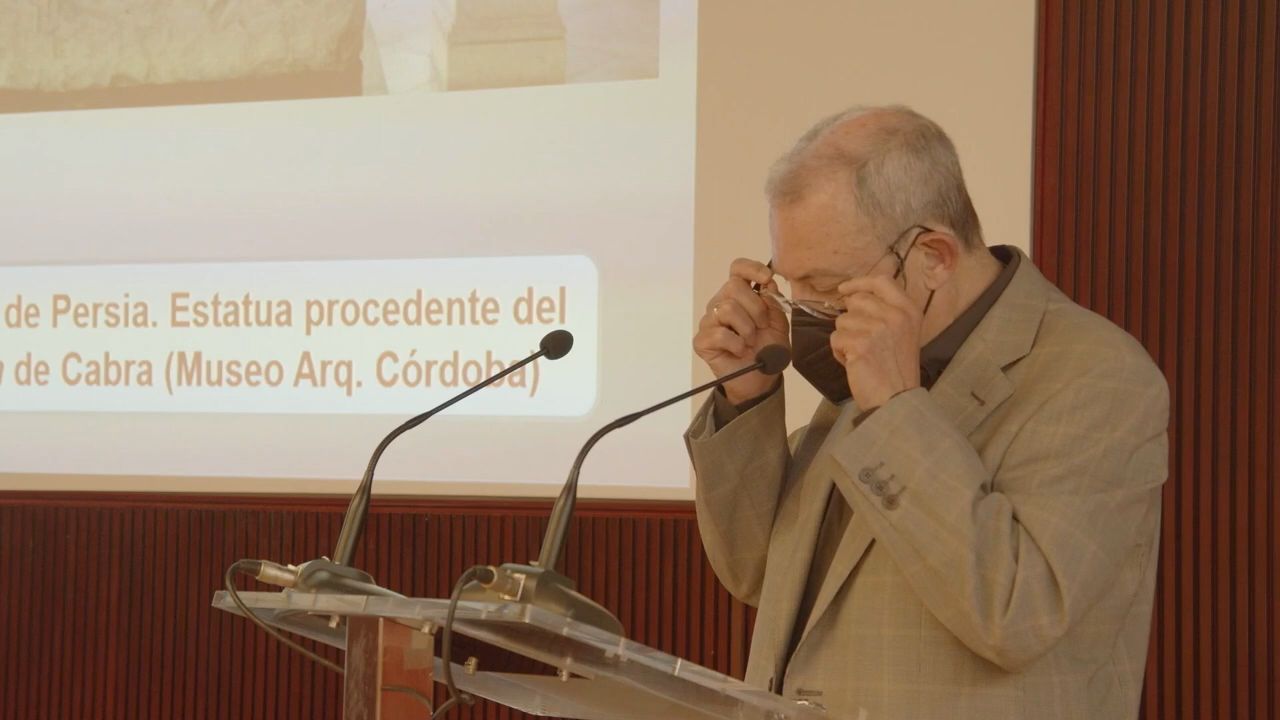 de Persia. Estatua procedente del
de Cabra (Museo Arq. Córdoba)